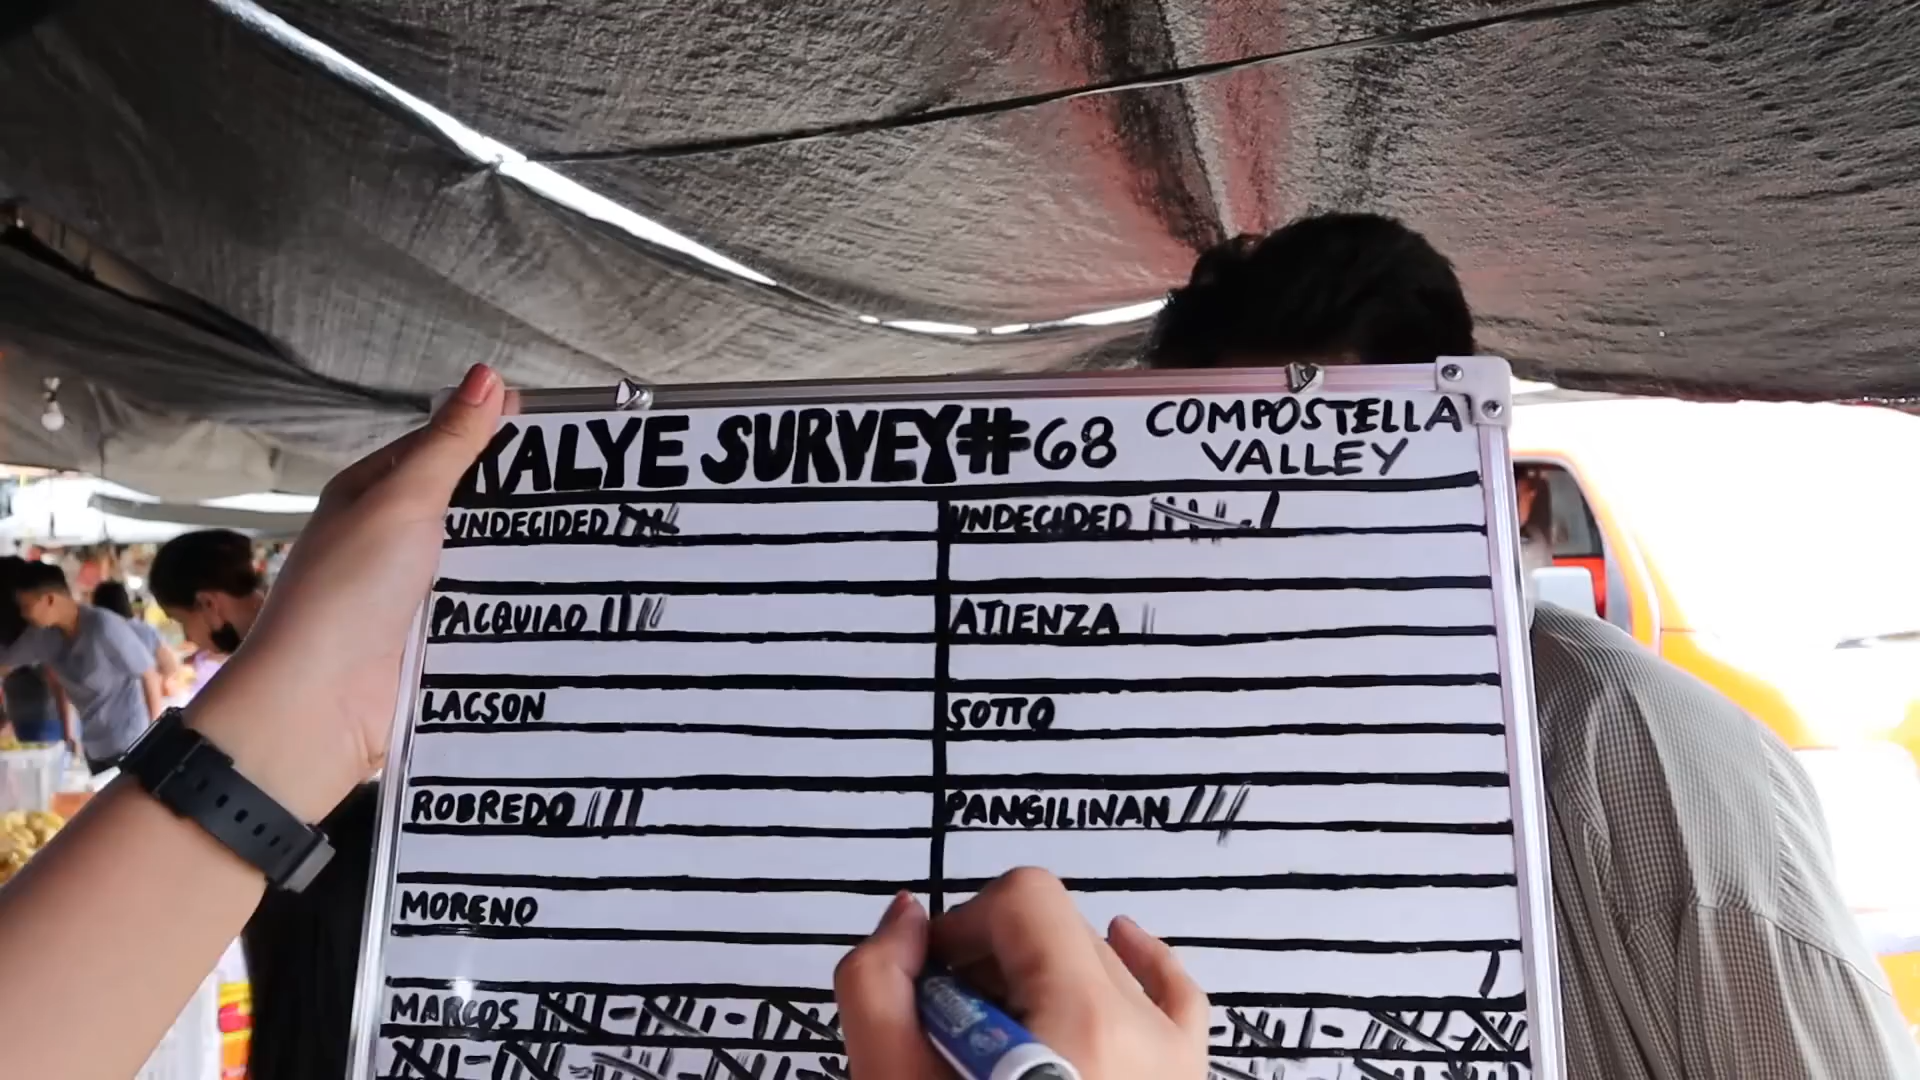 KALYE SURVEY #68 COMPOSTELLA VALLEY
UNDECIDED UNDECIDED
PACQUIAO ATIENZA
LACSON SOTTO
ROBREDO PANGILINAN
MORENO
MARCOS